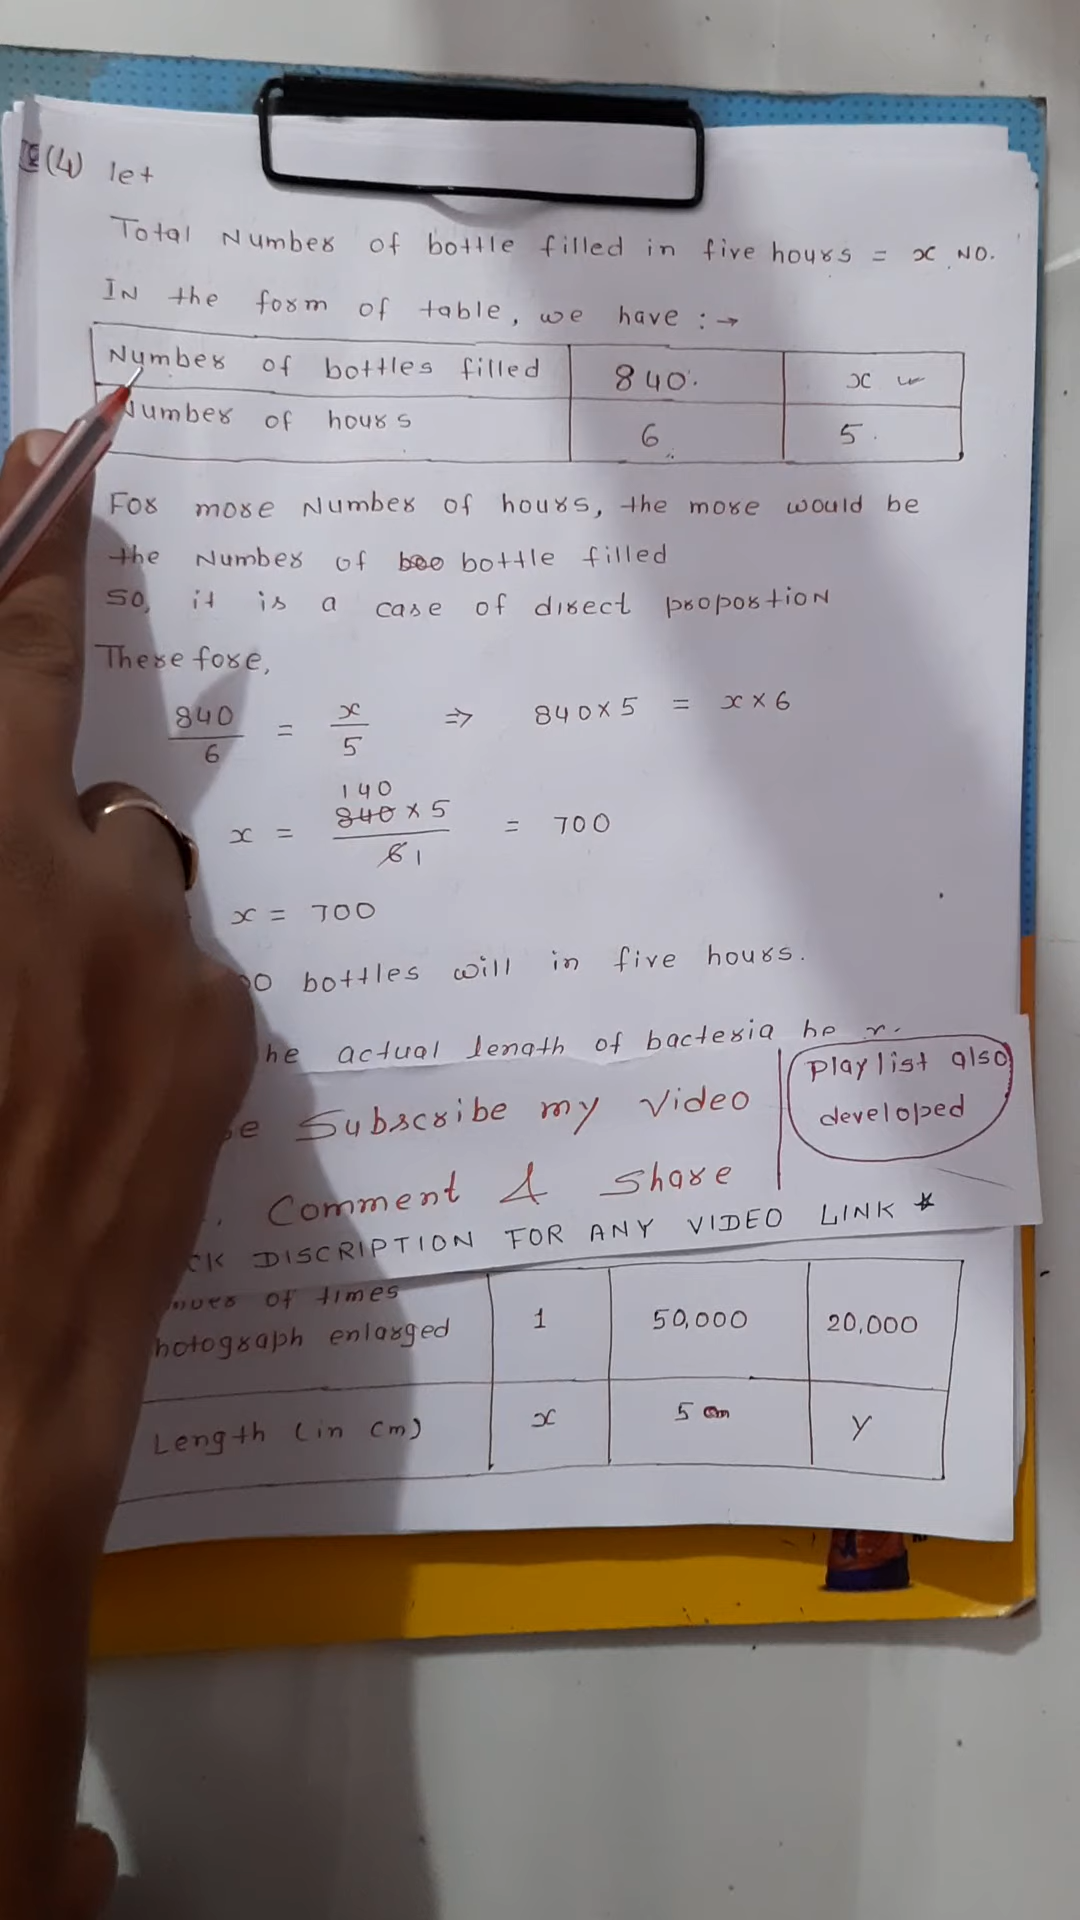 (4) let
Total Number of bottle filled in five hours = x NO.
IN the form of table, we have : →
Number of bottles filled 840. x
Number of hours 6 5
For more Number of hours, the more would be
the Number of boo bottle filled
so, it is a case of direct proportion
Therefore,
840/6 = x/5 ⇒ 840 × 5 = x × 6
140
x = 840 × 5 / 6 1 = 700
x = 700
bottles will in five hours.
actual length of bacteria be x.
Playlist also
developed
Subscribe my video
Comment & Share
DISCRIPTION FOR ANY VIDEO LINK *
of times
enlarged 1 50,000 20,000
Length (in cm) x 5 cm Y